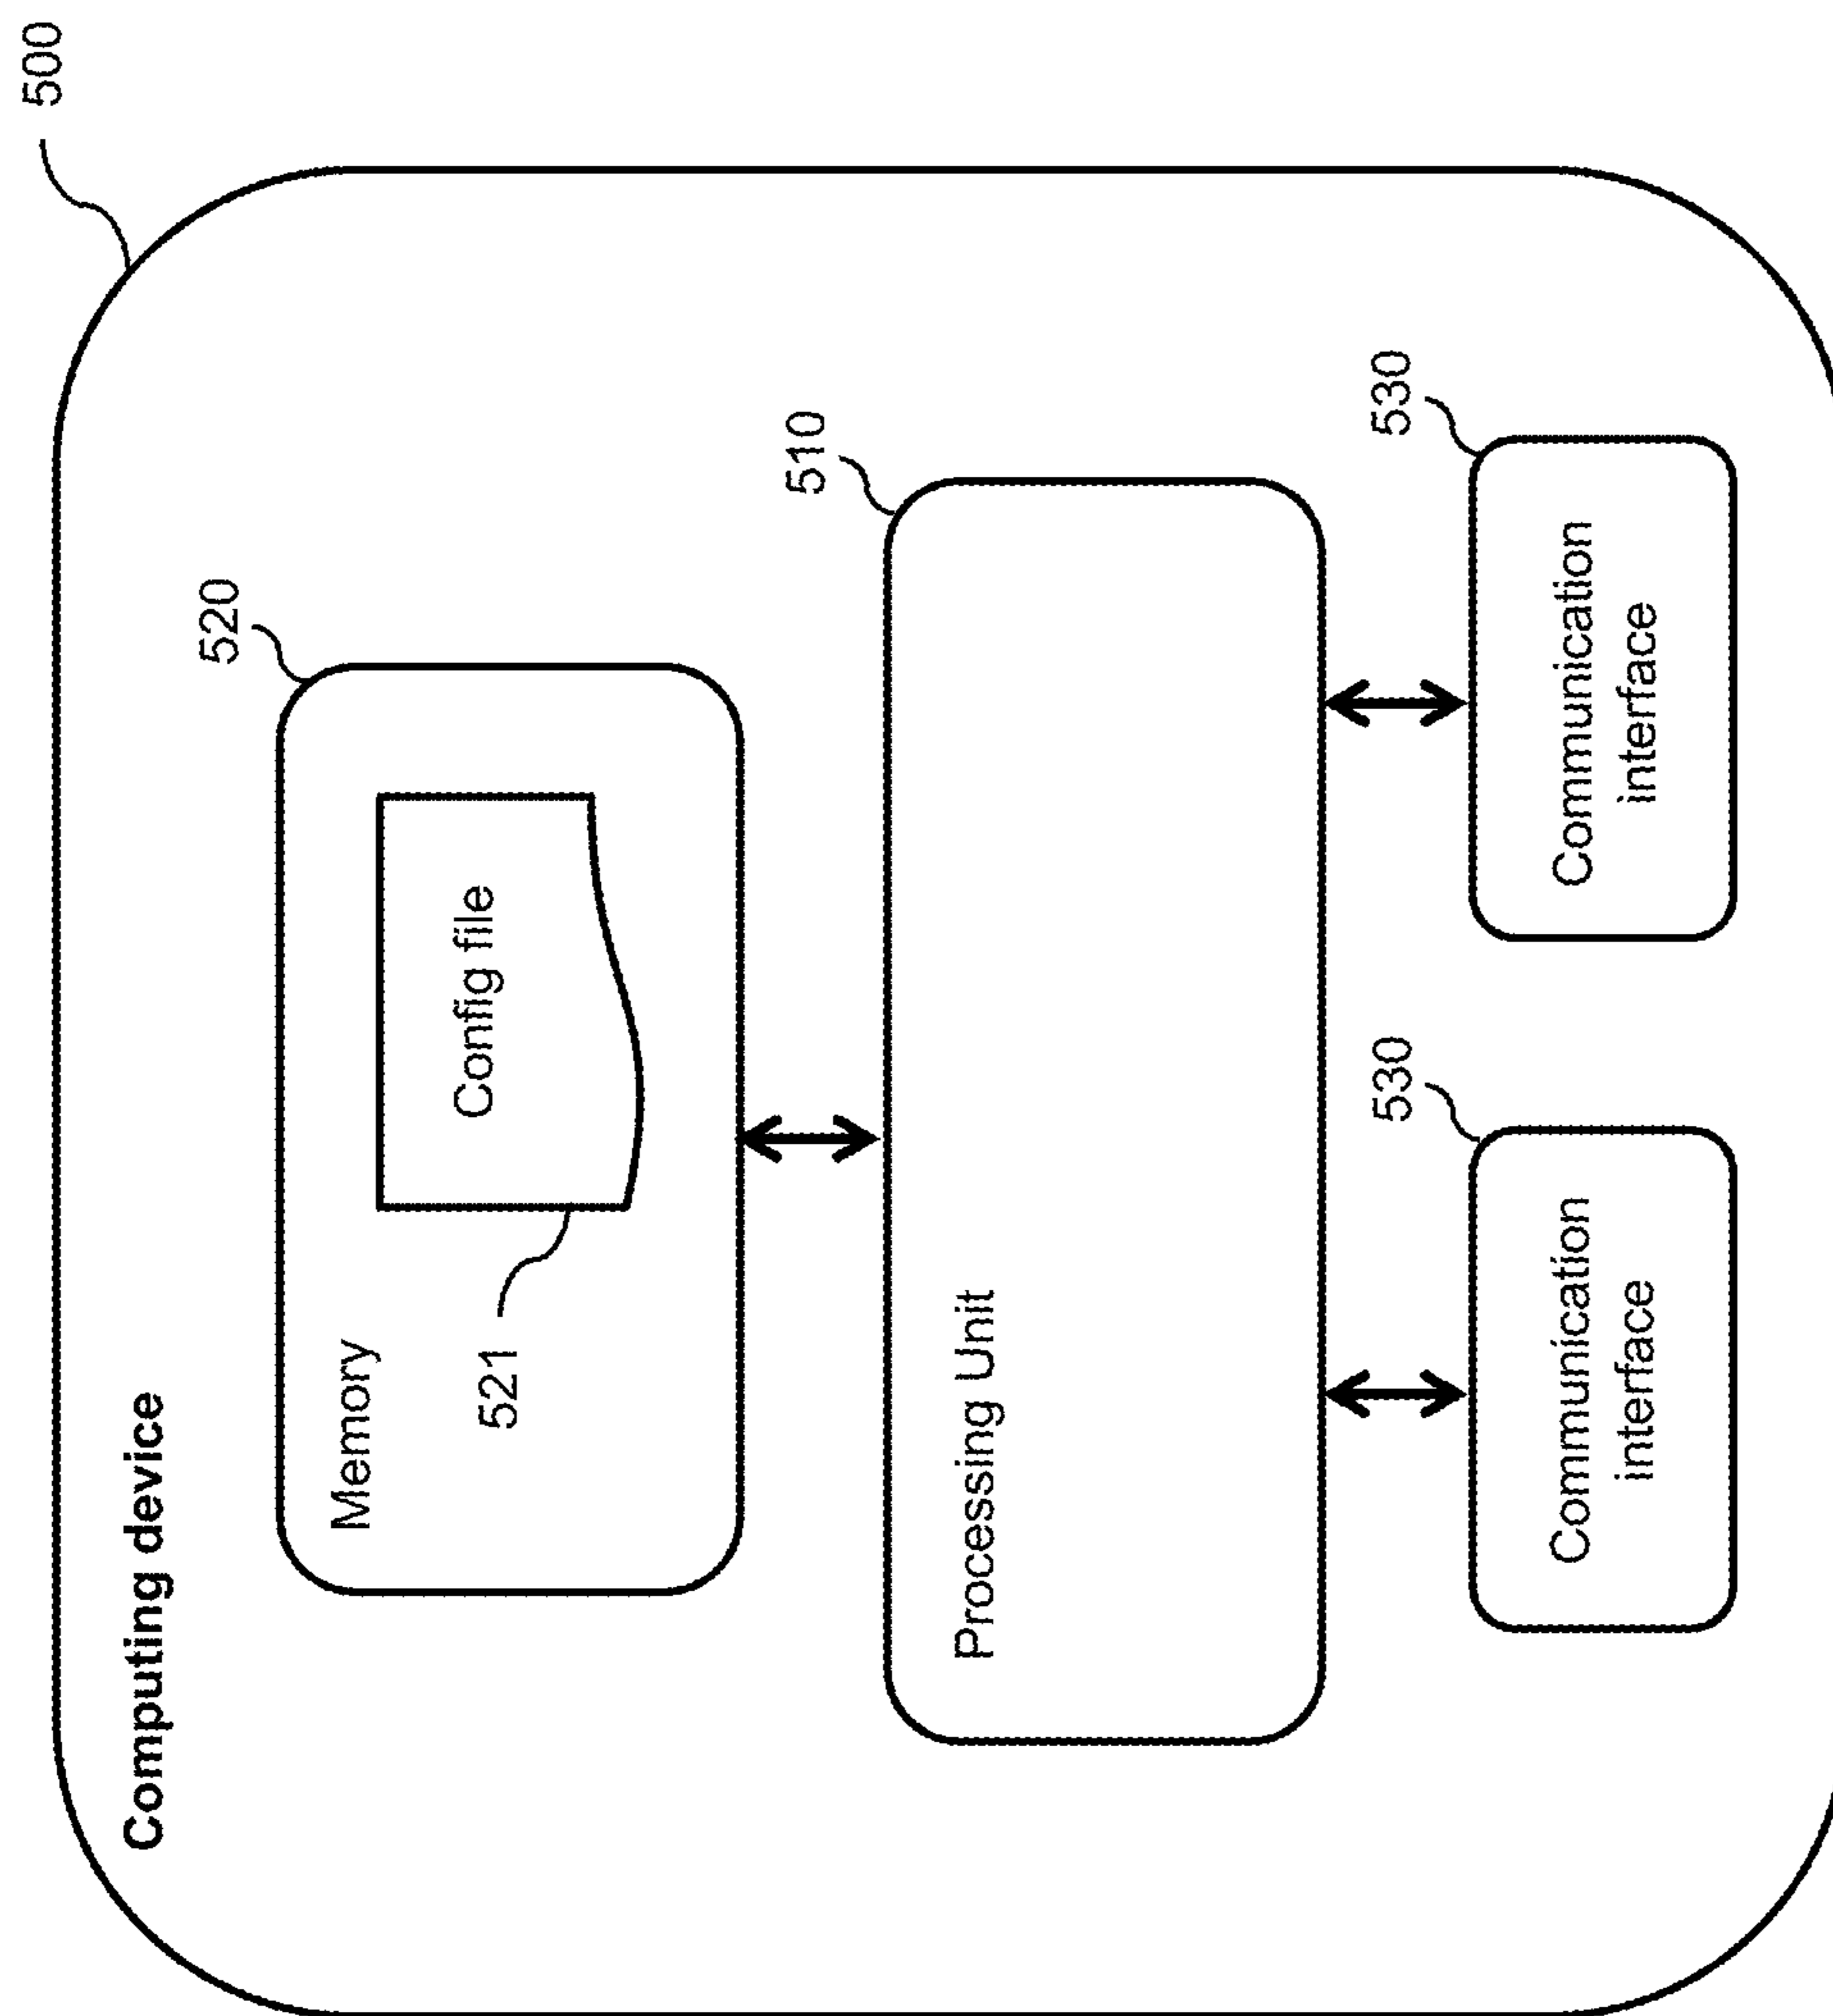 500
Computing device
520
Memory
Config file
521
510
Processing Unit
530
530
Communication
interface
Communication
interface